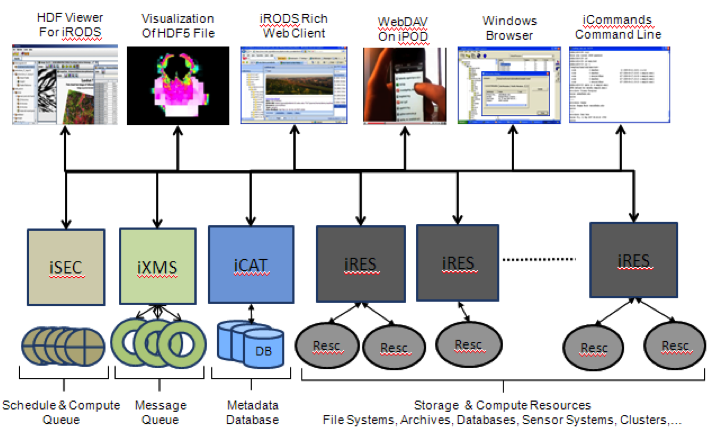 HDF Viewer
For iRODS
Visualization
Of HDF5 File
iRODS Rich
Web Client
WebDAV
On iPOD
Windows
Browser
iCommands
Command Line
iSEC
iXMS
iCAT
iRES
iRES
iRES
DB
Resc
Resc
Resc
Resc
Resc
Schedule & Compute
Queue
Message
Queue
Metadata
Database
Storage & Compute Resources
File Systems, Archives, Databases, Sensor Systems, Clusters,...